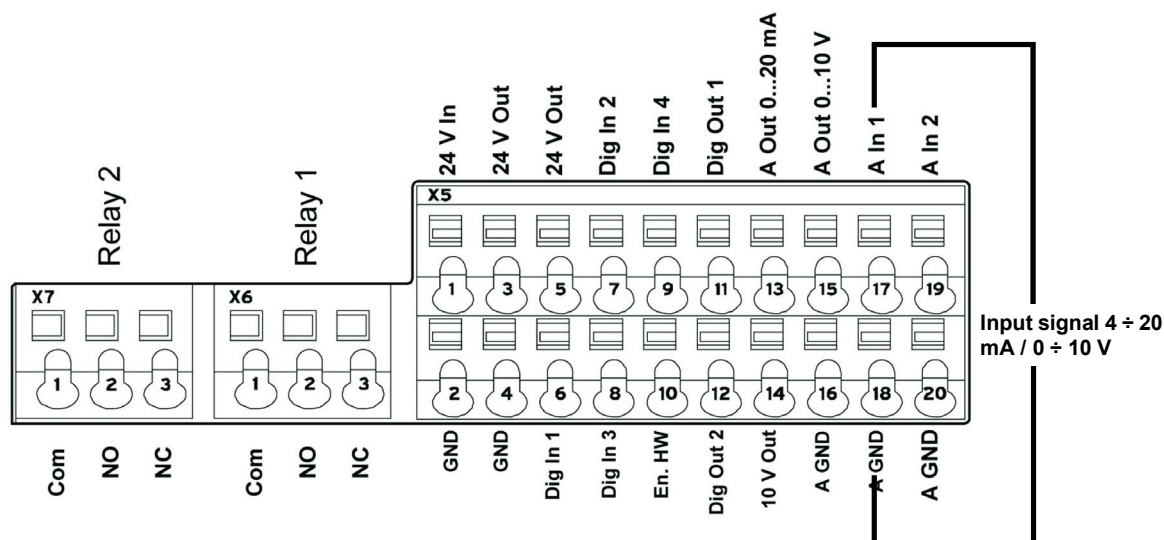 24 V In
24 V Out
24 V Out
Dig In 2
Dig In 4
Dig Out 1
A Out 0...20 mA
A Out 0...10 V
A In 1
A In 2
Relay 2
Relay 1
X5
1 3 5 7 9 11 13 15 17 19
X7
X6
Input signal 4 ÷ 20
mA / 0 ÷ 10 V
1 2 3
1 2 3
2 4 6 8 10 12 14 16 18 20
Com
NO
NC
Com
NO
NC
GND
GND
Dig In 1
Dig In 3
En. HW
Dig Out 2
10 V Out
A GND
A GND
A GND